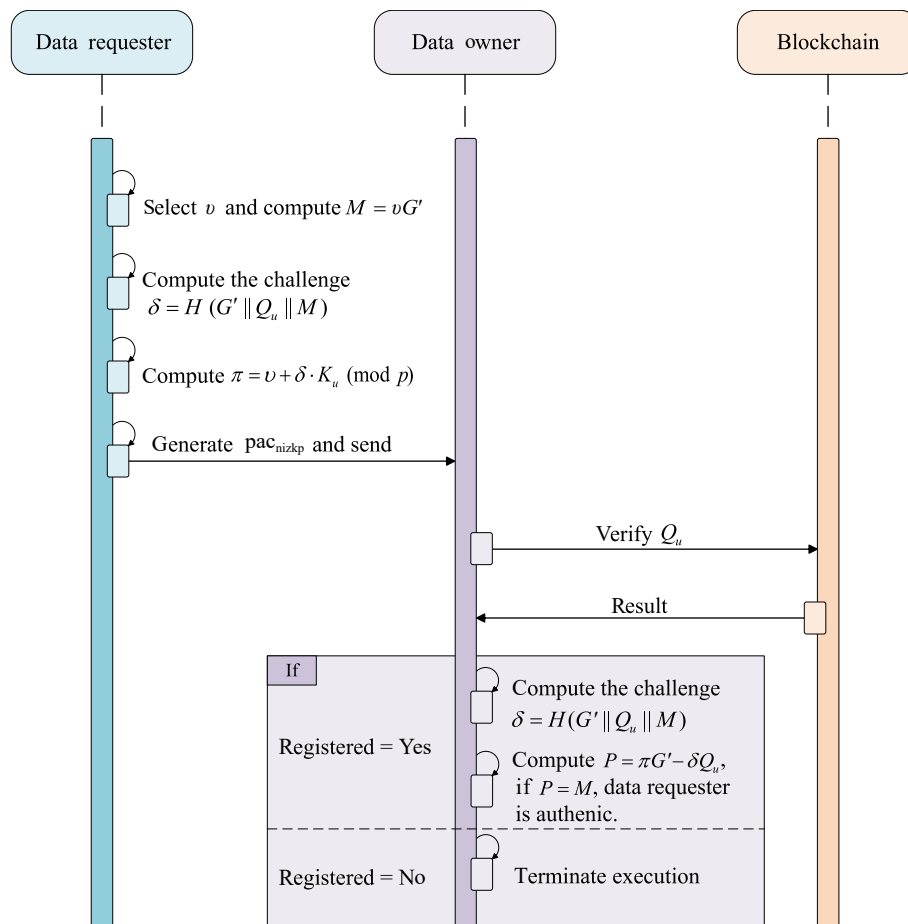 Data requester
Data owner
Blockchain
Select υ and compute M = υG′
Compute the challenge
δ = H (G′ || Q_u || M)
Compute π = υ + δ · K_u (mod p)
Generate pac_nizkp and send
Verify Q_u
Result
If
Registered = Yes
Compute the challenge
δ = H(G′ || Q_u || M)
Compute P = πG′ − δQ_u,
if P = M, data requester
is authenic.
Registered = No
Terminate execution